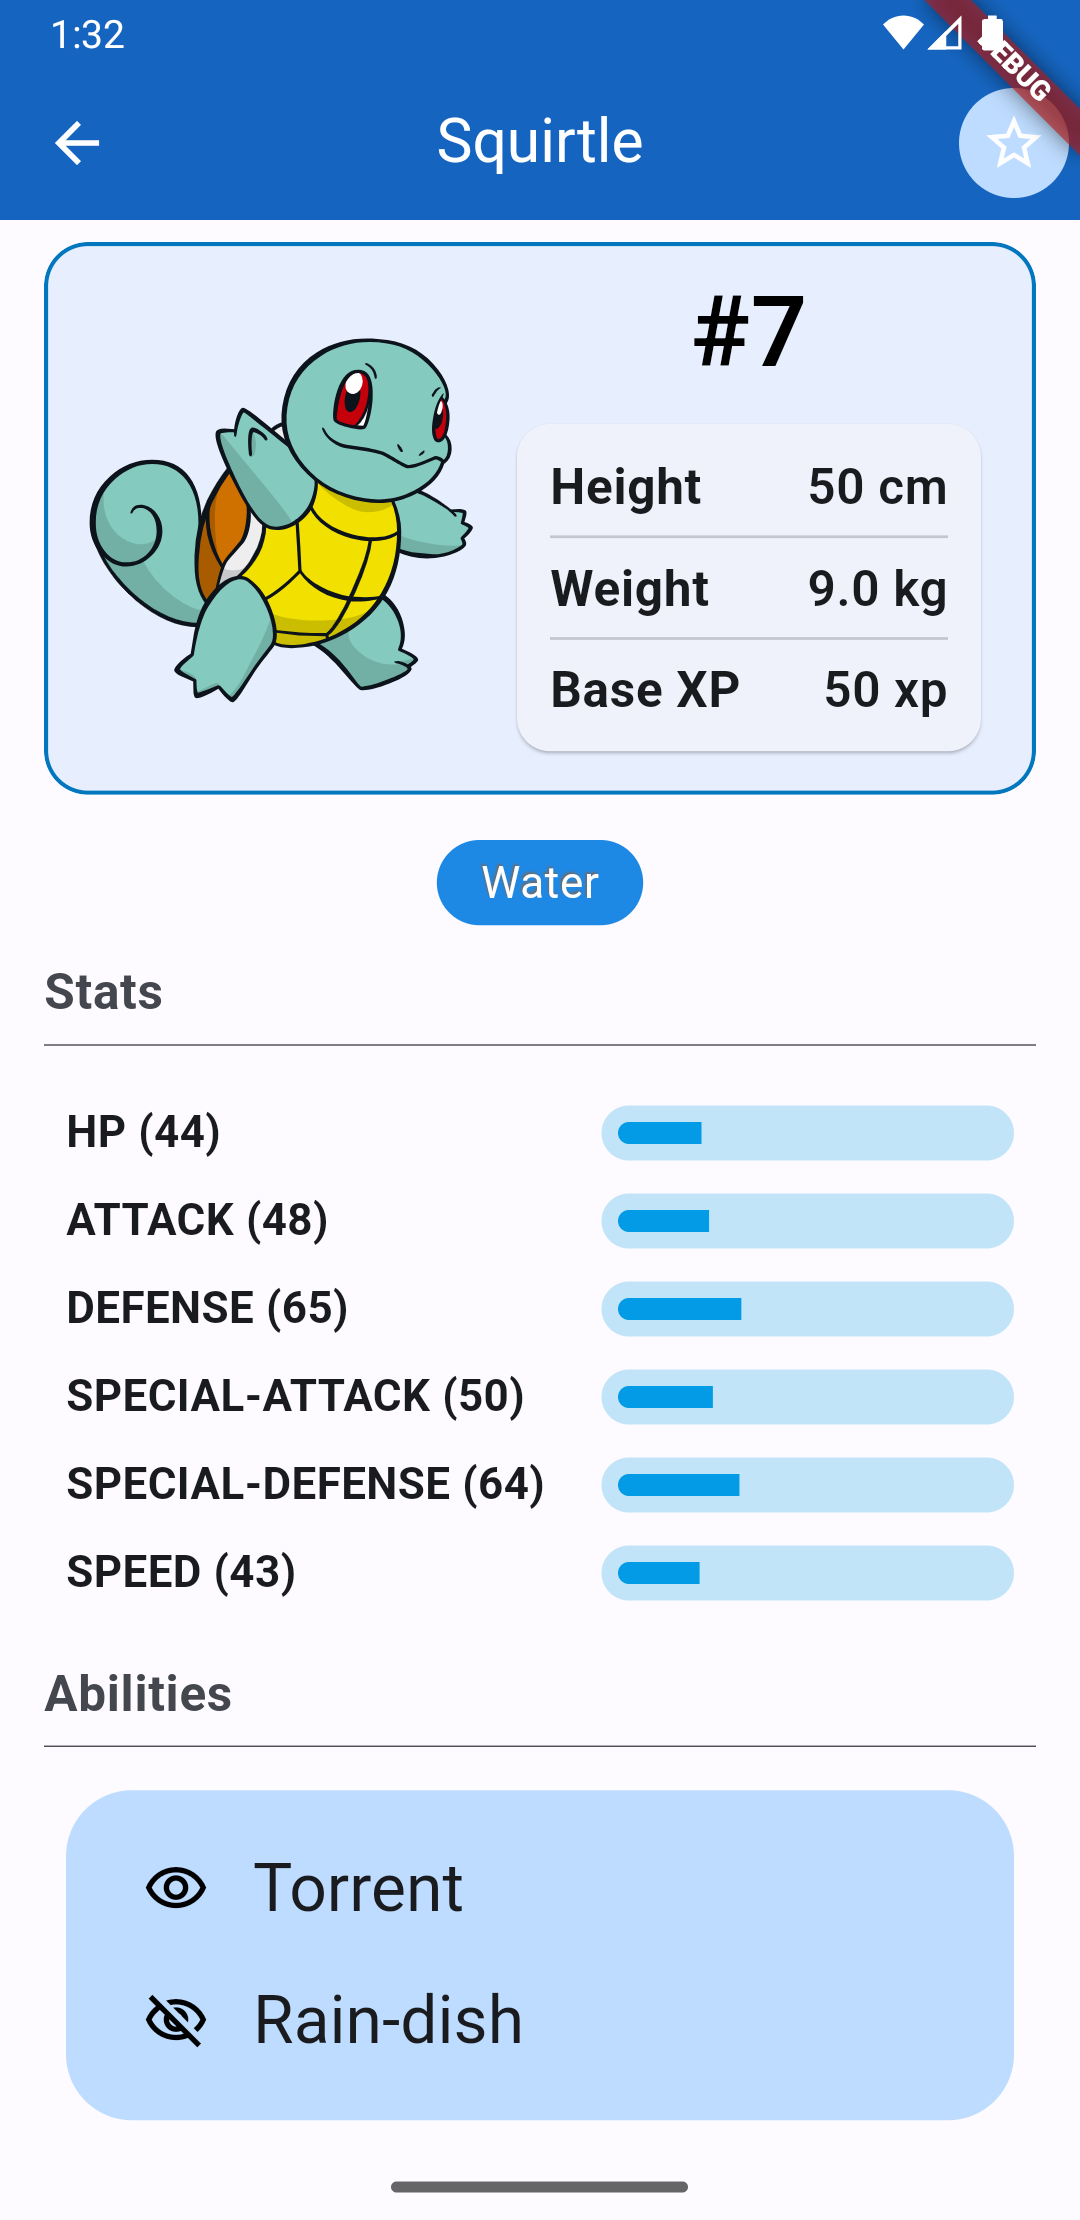 1:32
EBUG
Squirtle
#7
Height 50 cm
Weight 9.0 kg
Base XP 50 xp
Water
Stats
HP (44)
ATTACK (48)
DEFENSE (65)
SPECIAL-ATTACK (50)
SPECIAL-DEFENSE (64)
SPEED (43)
Abilities
Torrent
Rain-dish